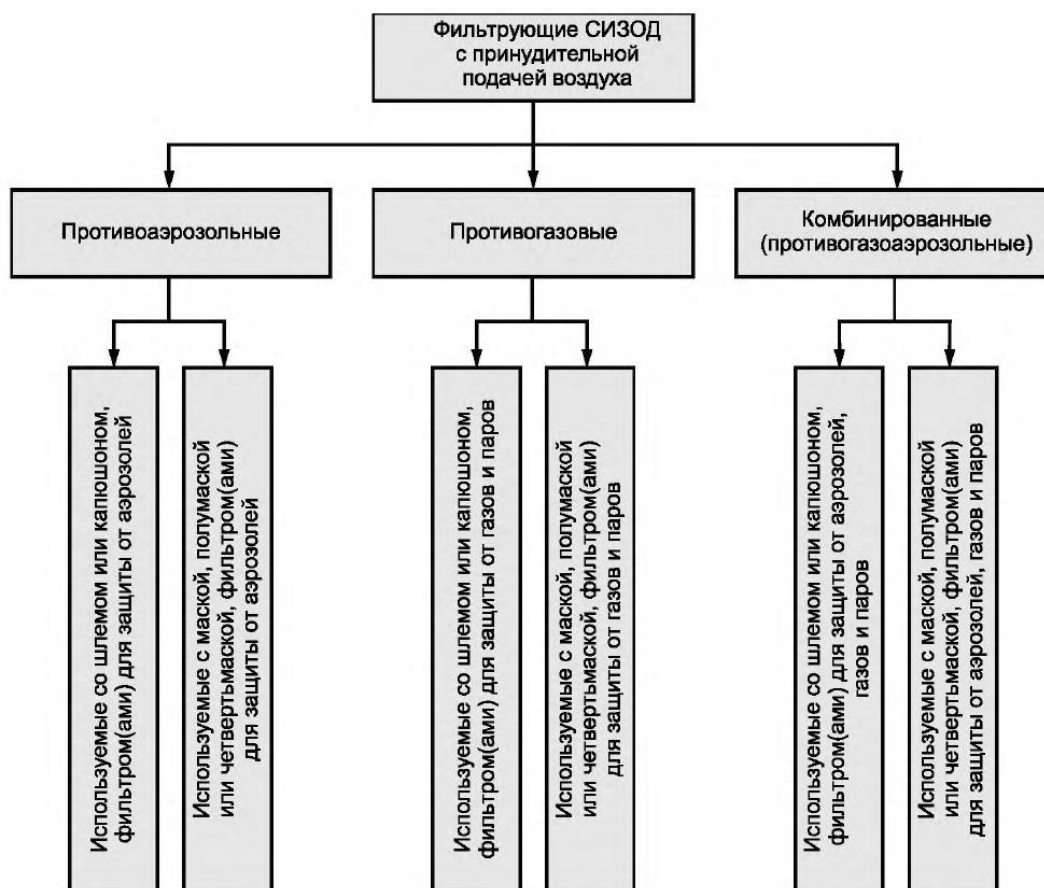 Фильтрующие СИЗОД
с принудительной
подачей воздуха
Противоаэрозольные
Противогазовые
Комбинированные
(противогазоаэрозольные)
Используемые со шлемом или капюшоном,
фильтром(ами) для защиты от аэрозолей
Используемые с маской, полумаской
или четвертьмаской, фильтром(ами)
для защиты от аэрозолей
Используемые со шлемом или капюшоном,
фильтром(ами) для защиты от газов и паров
Используемые с маской, полумаской
или четвертьмаской, фильтром(ами)
для защиты от газов и паров
Используемые со шлемом или капюшоном,
фильтром(ами) для защиты от аэрозолей,
газов и паров
Используемые с маской, полумаской
или четвертьмаской, фильтром(ами)
для защиты от аэрозолей, газов и паров